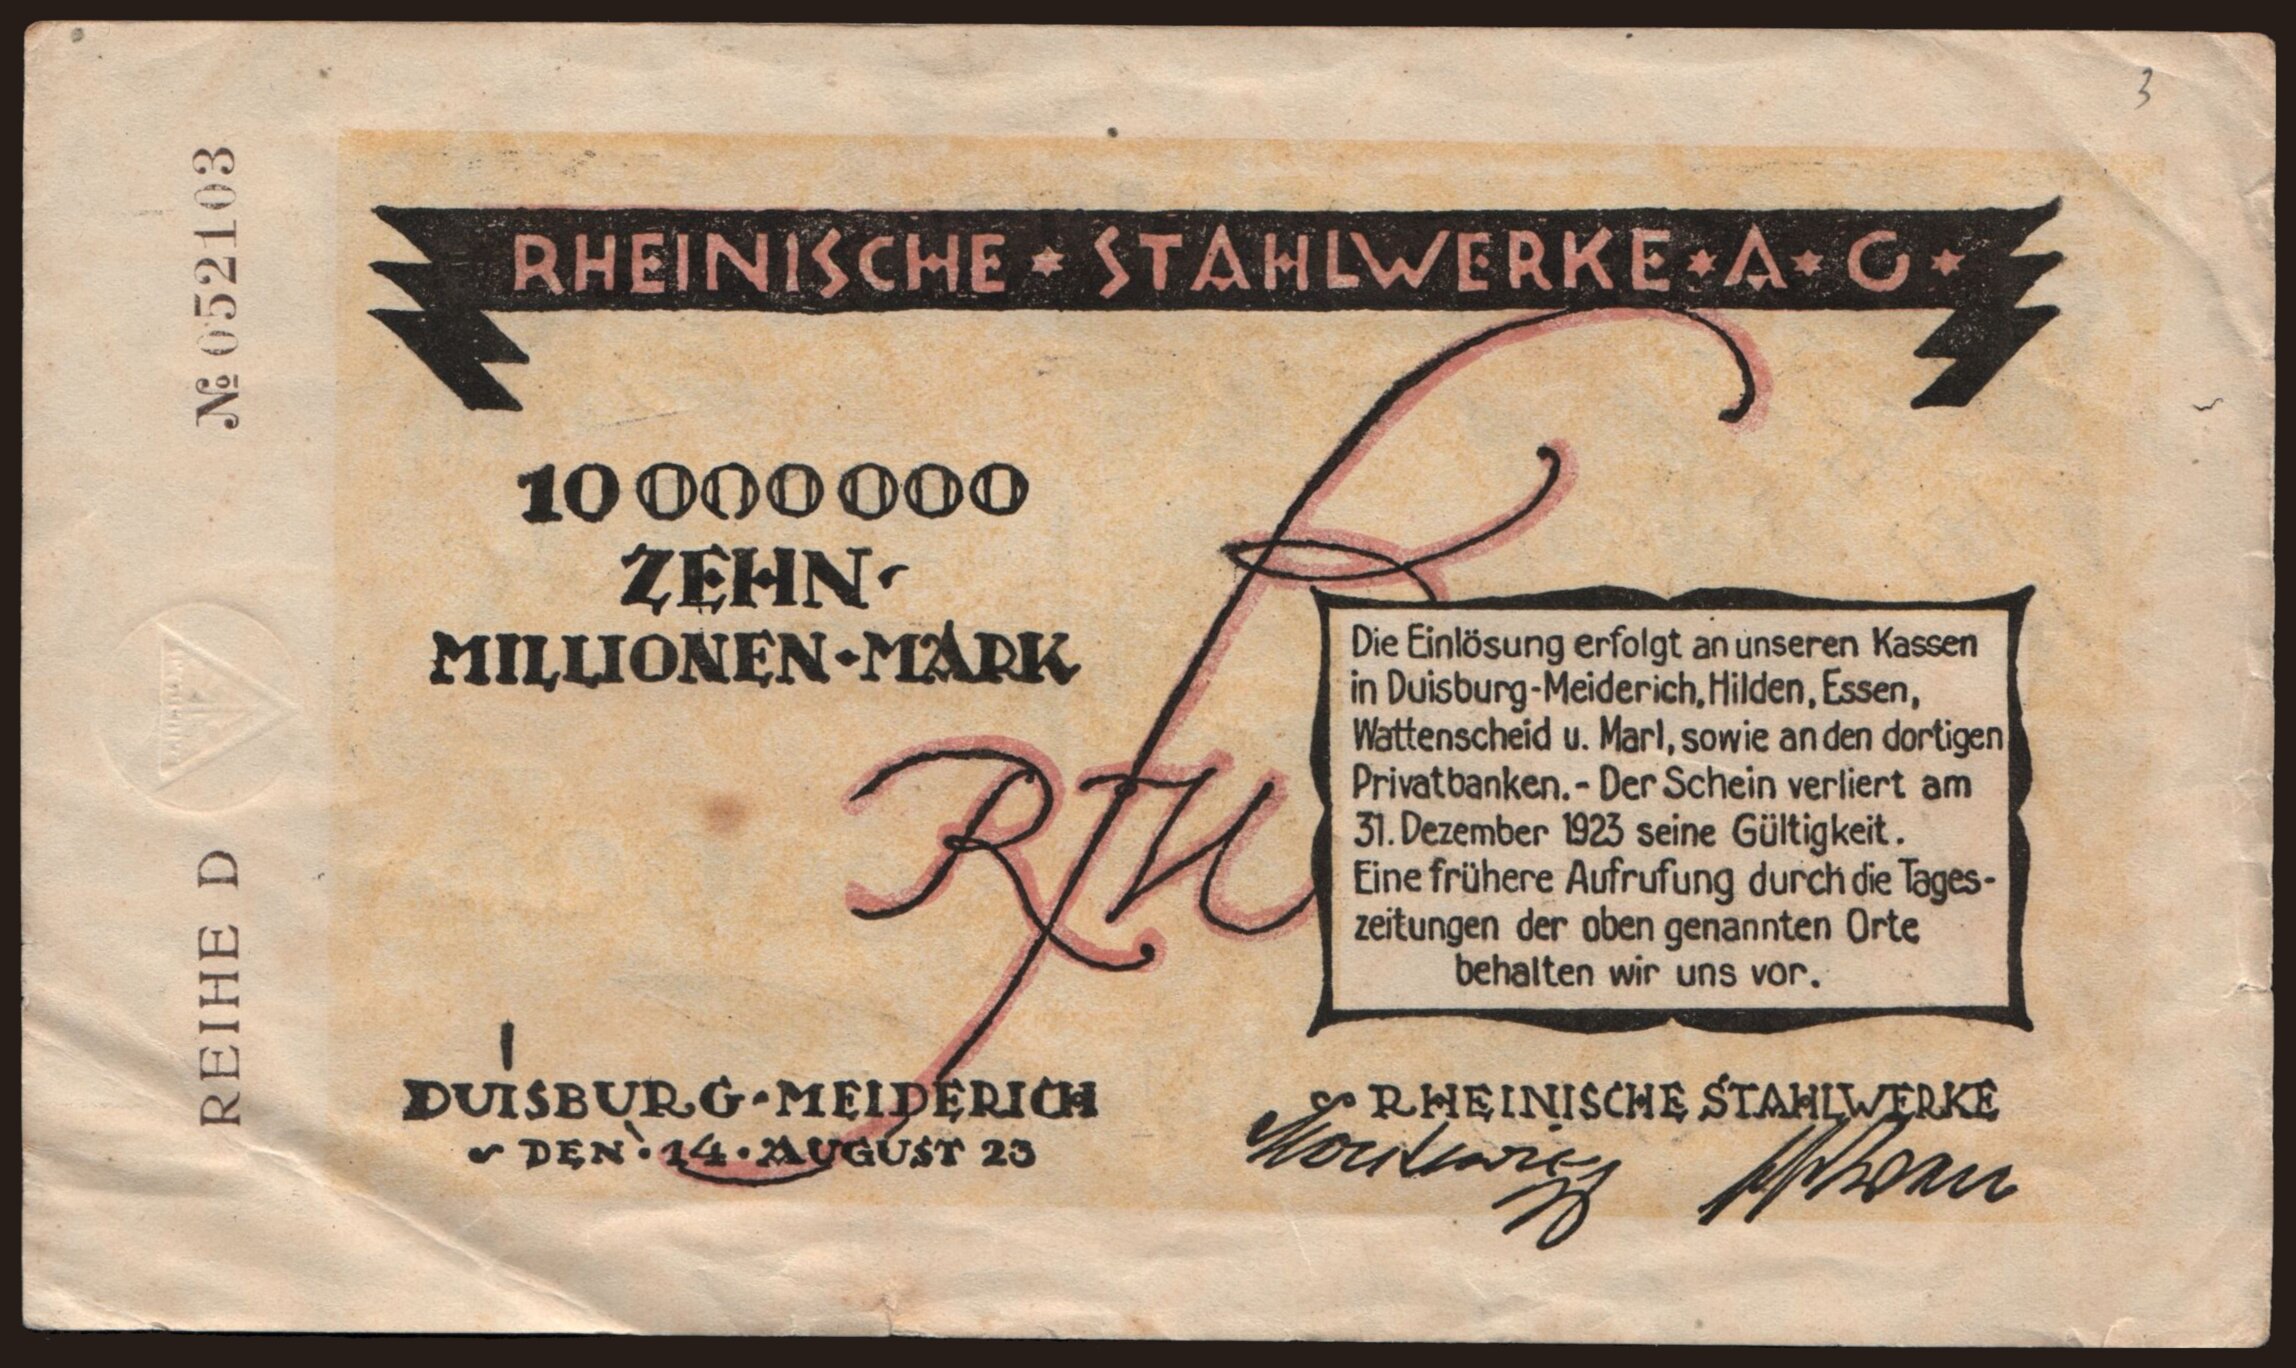 3
№ 052103
REIHE D
RHEINISCHE * STAHLWERKE * A * G *
10 000 000
ZEHN-
MILLIONEN-MARK
RSTW
Die Einlösung erfolgt an unseren Kassen
in Duisburg-Meiderich, Hilden, Essen,
Wattenscheid u. Marl, sowie an den dortigen
Privatbanken. - Der Schein verliert am
31. Dezember 1923 seine Gültigkeit.
Eine frühere Aufrufung durch die Tages-
zeitungen der oben genannten Orte
behalten wir uns vor.
DUISBURG-MEIDERICH
DEN 14. AUGUST 23
RHEINISCHE STAHLWERKE